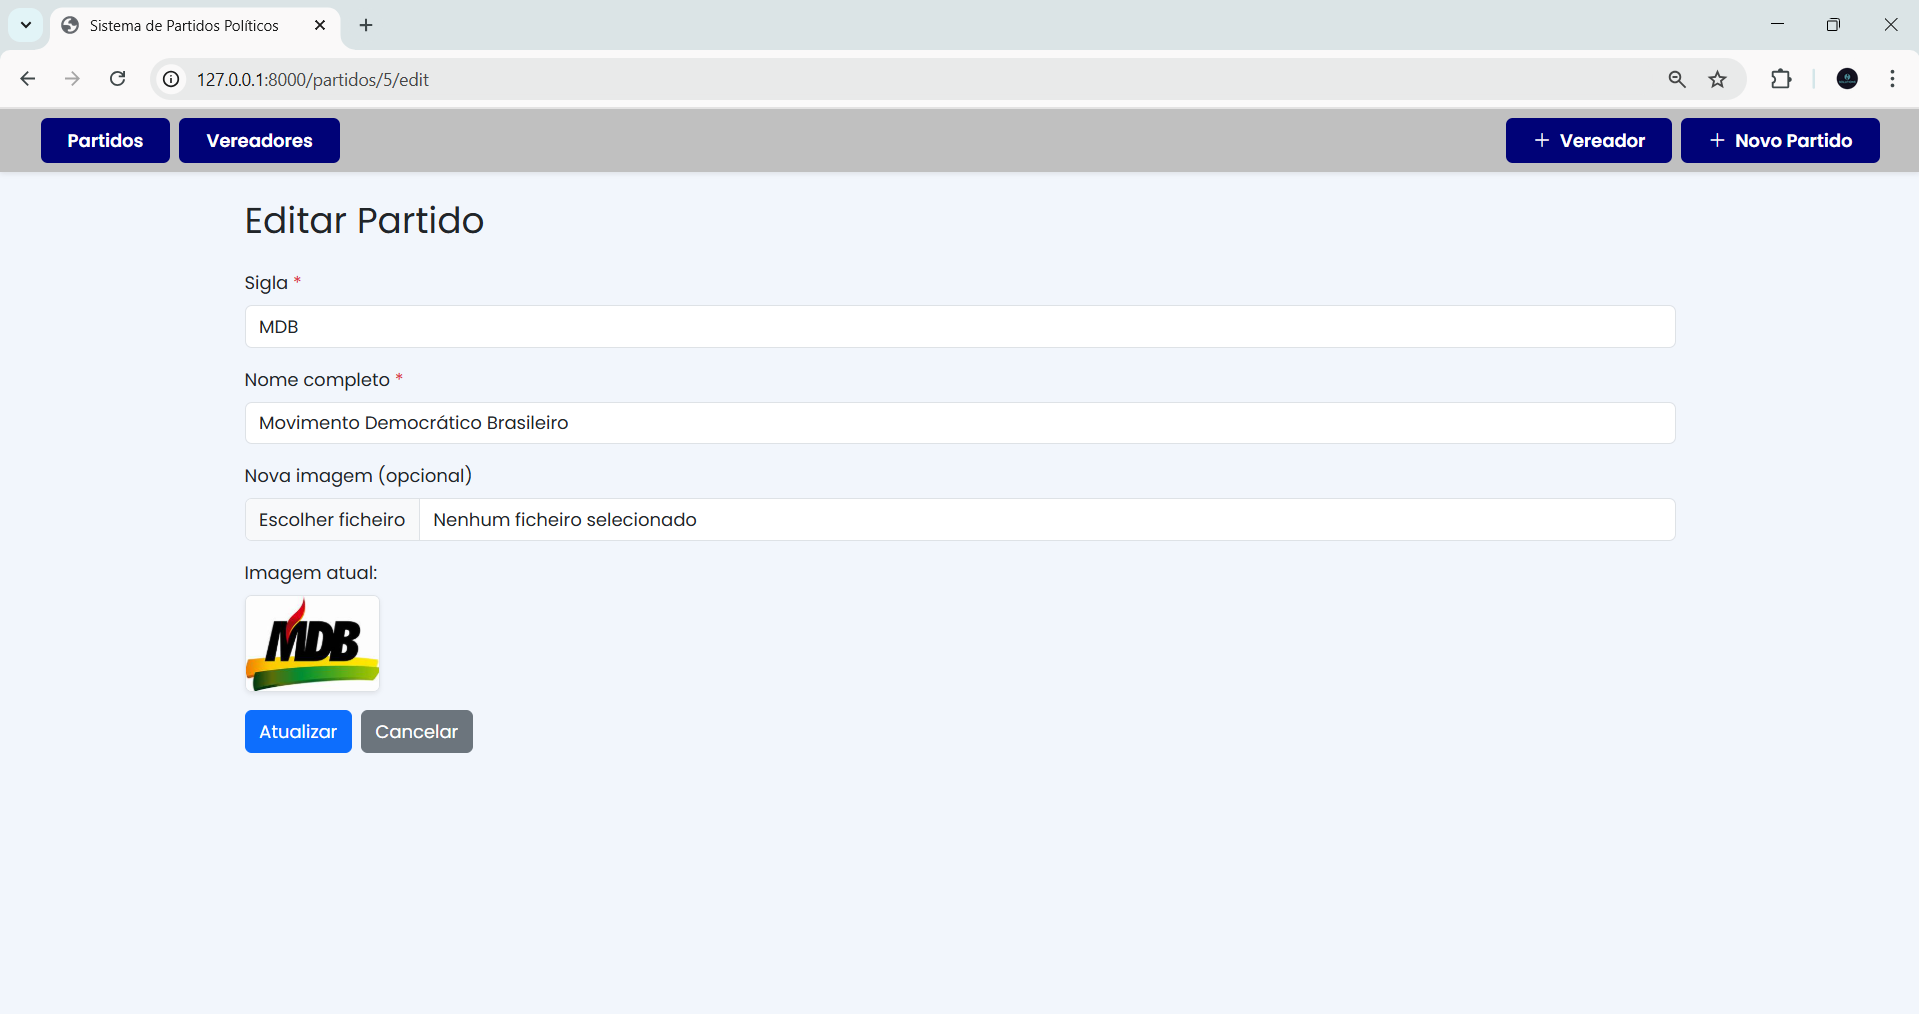 Sistema de Partidos Políticos
127.0.0.1:8000/partidos/5/edit
Partidos Vereadores + Vereador + Novo Partido
Editar Partido
Sigla *
MDB
Nome completo *
Movimento Democrático Brasileiro
Nova imagem (opcional)
Escolher ficheiro Nenhum ficheiro selecionado
Imagem atual:
MDB
Atualizar Cancelar